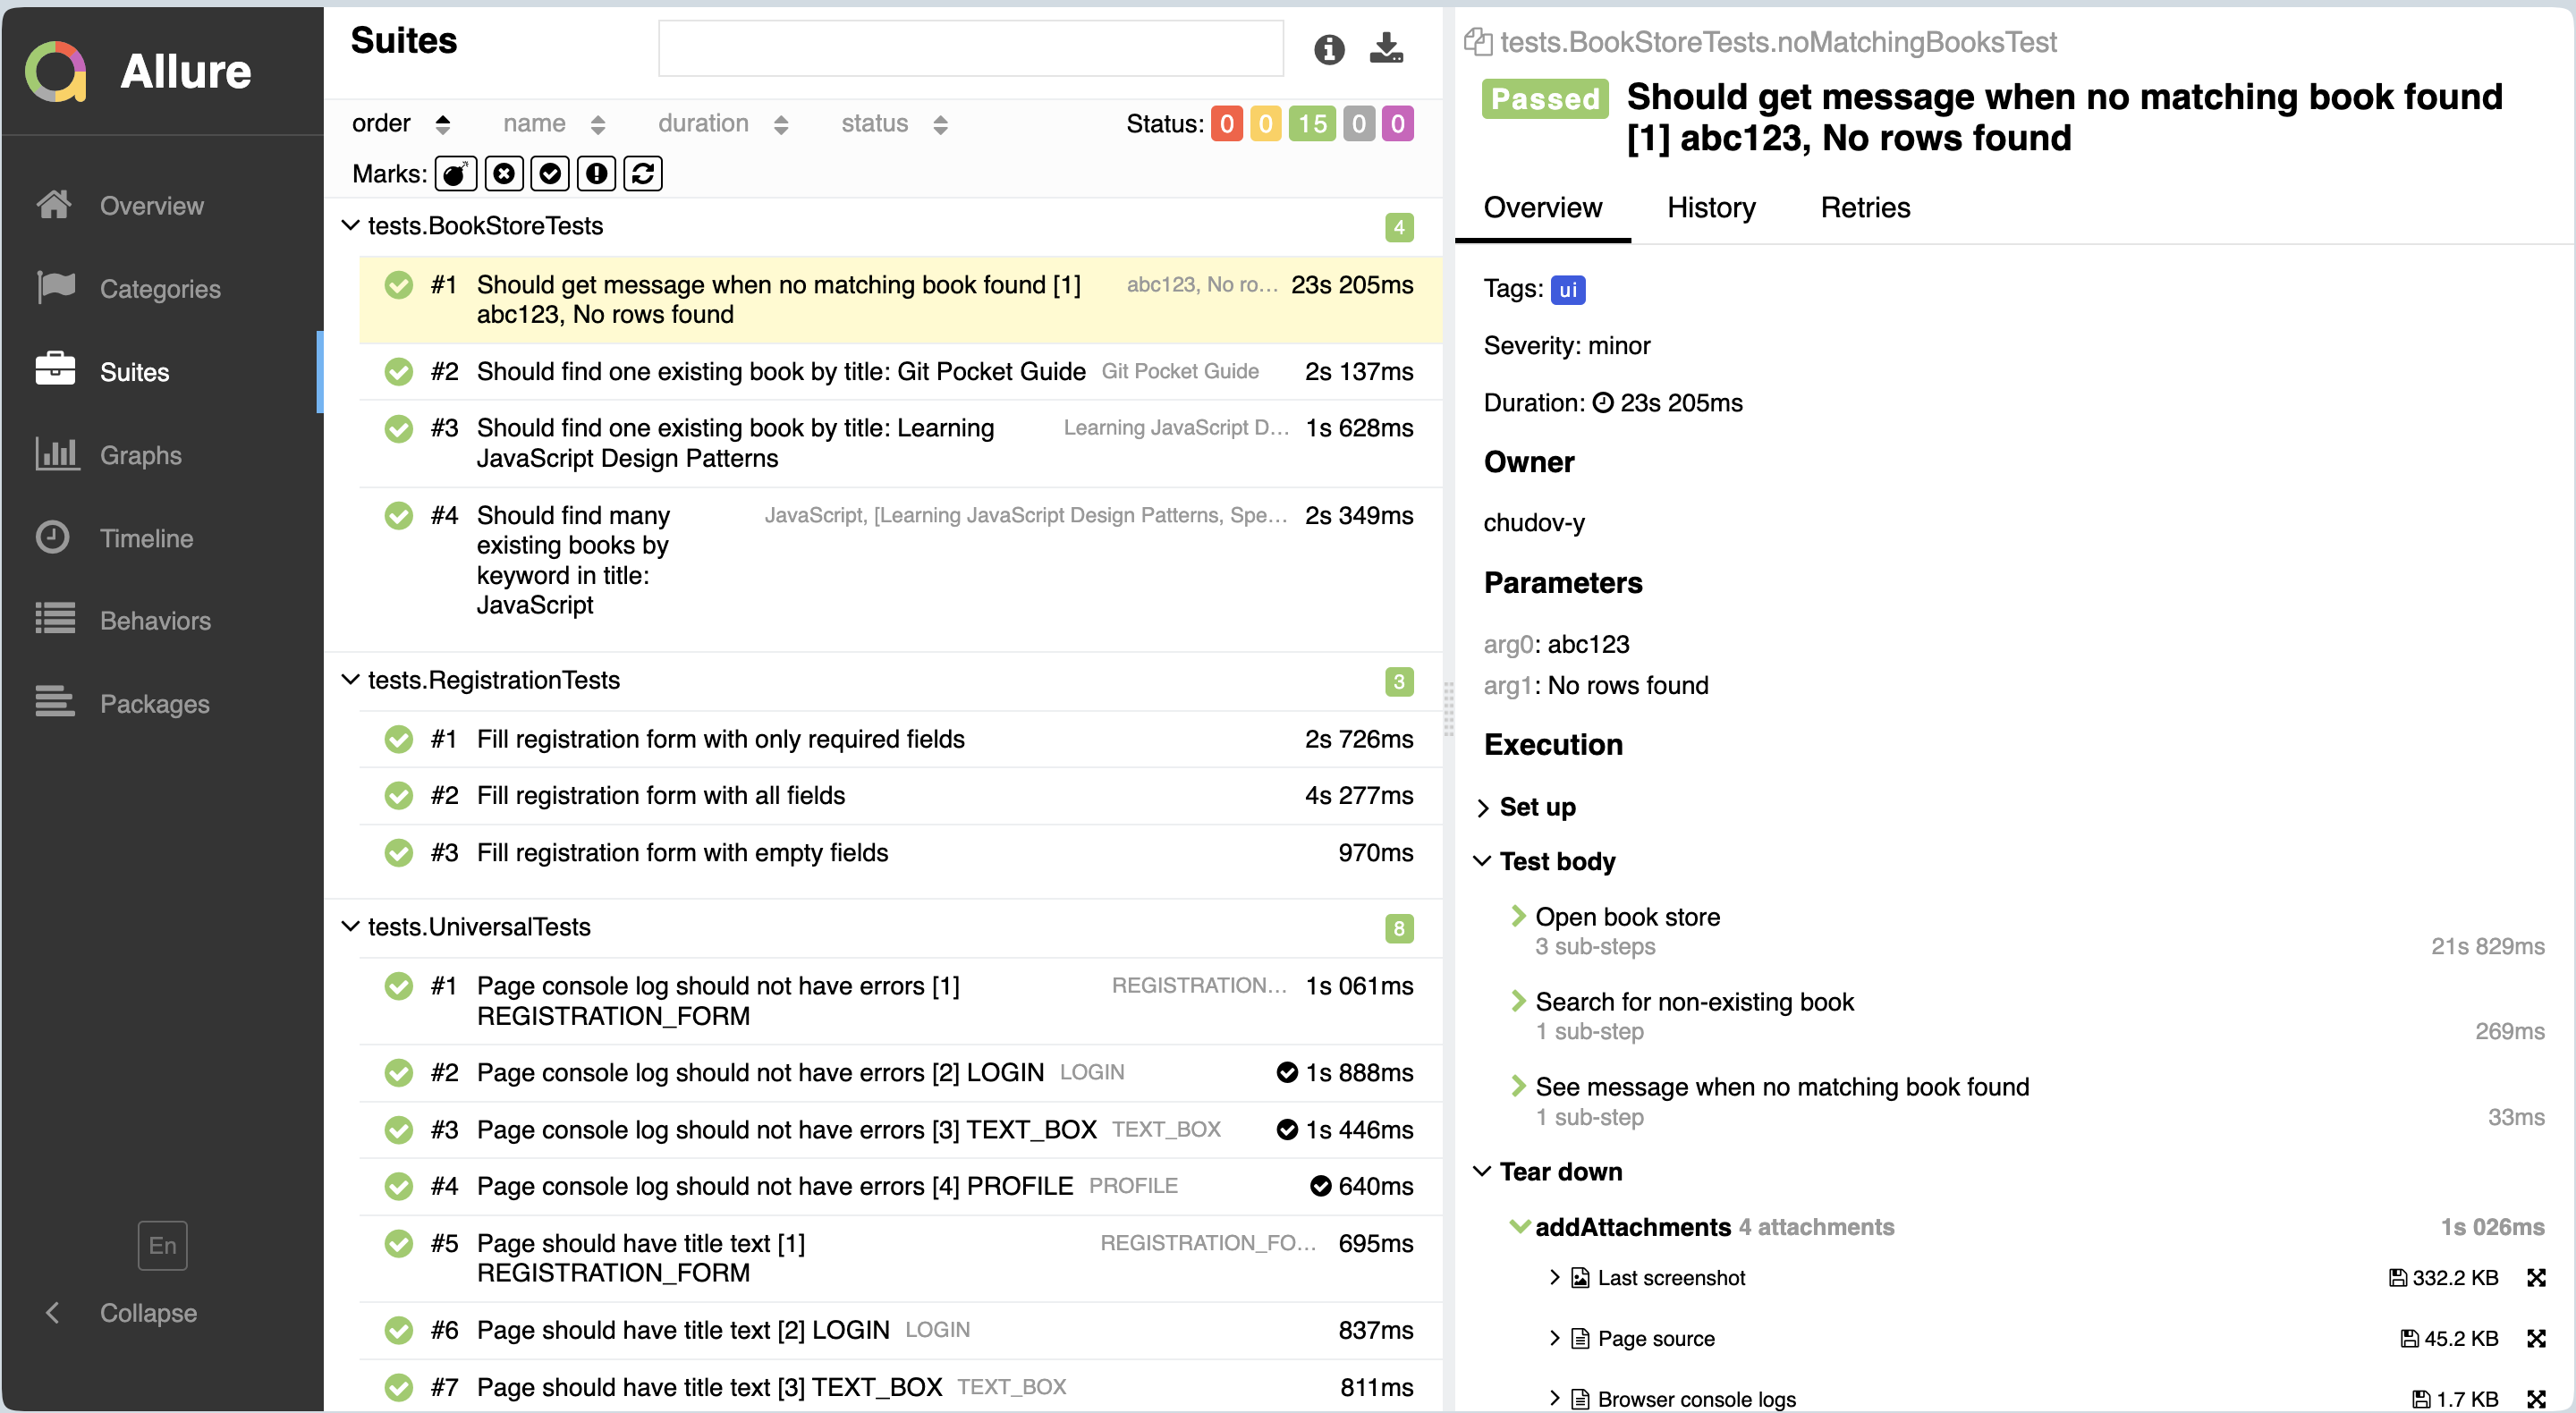 Allure
Overview
Categories
Suites
Graphs
Timeline
Behaviors
Packages
En
Collapse
Suites
order name duration status Status: 0 0 15 0 0
Marks:
tests.BookStoreTests 4
#1 Should get message when no matching book found [1] abc123, No ro... 23s 205ms
abc123, No rows found
#2 Should find one existing book by title: Git Pocket Guide Git Pocket Guide 2s 137ms
#3 Should find one existing book by title: Learning Learning JavaScript D... 1s 628ms
JavaScript Design Patterns
#4 Should find many JavaScript, [Learning JavaScript Design Patterns, Spe... 2s 349ms
existing books by
keyword in title:
JavaScript
tests.RegistrationTests 3
#1 Fill registration form with only required fields 2s 726ms
#2 Fill registration form with all fields 4s 277ms
#3 Fill registration form with empty fields 970ms
tests.UniversalTests 8
#1 Page console log should not have errors [1] REGISTRATION... 1s 061ms
REGISTRATION_FORM
#2 Page console log should not have errors [2] LOGIN LOGIN 1s 888ms
#3 Page console log should not have errors [3] TEXT_BOX TEXT_BOX 1s 446ms
#4 Page console log should not have errors [4] PROFILE PROFILE 640ms
#5 Page should have title text [1] REGISTRATION_FO... 695ms
REGISTRATION_FORM
#6 Page should have title text [2] LOGIN LOGIN 837ms
#7 Page should have title text [3] TEXT_BOX TEXT_BOX 811ms
tests.BookStoreTests.noMatchingBooksTest
Passed Should get message when no matching book found
[1] abc123, No rows found
Overview History Retries
Tags: ui
Severity: minor
Duration: 23s 205ms
Owner
chudov-y
Parameters
arg0: abc123
arg1: No rows found
Execution
Set up
Test body
Open book store
3 sub-steps 21s 829ms
Search for non-existing book
1 sub-step 269ms
See message when no matching book found
1 sub-step 33ms
Tear down
addAttachments 4 attachments 1s 026ms
Last screenshot 332.2 KB
Page source 45.2 KB
Browser console logs 1.7 KB